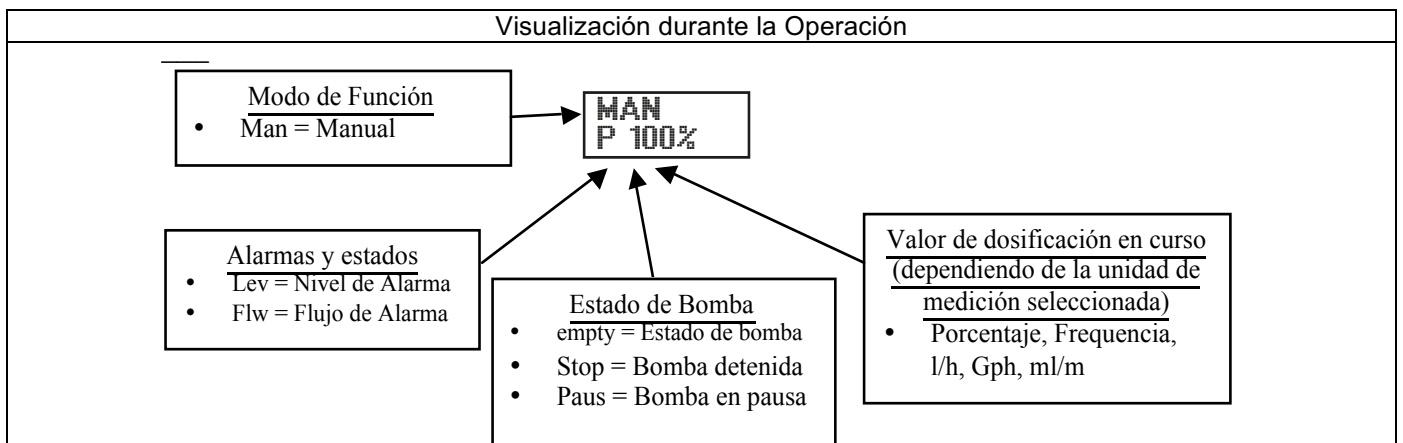 Visualización durante la Operación
Modo de Función
• Man = Manual
MAN
P 100%
Alarmas y estados
• Lev = Nivel de Alarma
• Flw = Flujo de Alarma
Estado de Bomba
• empty = Estado de bomba
• Stop = Bomba detenida
• Paus = Bomba en pausa
Valor de dosificación en curso
(dependiendo de la unidad de
medición seleccionada)
• Porcentaje, Frequencia,
l/h, Gph, ml/m